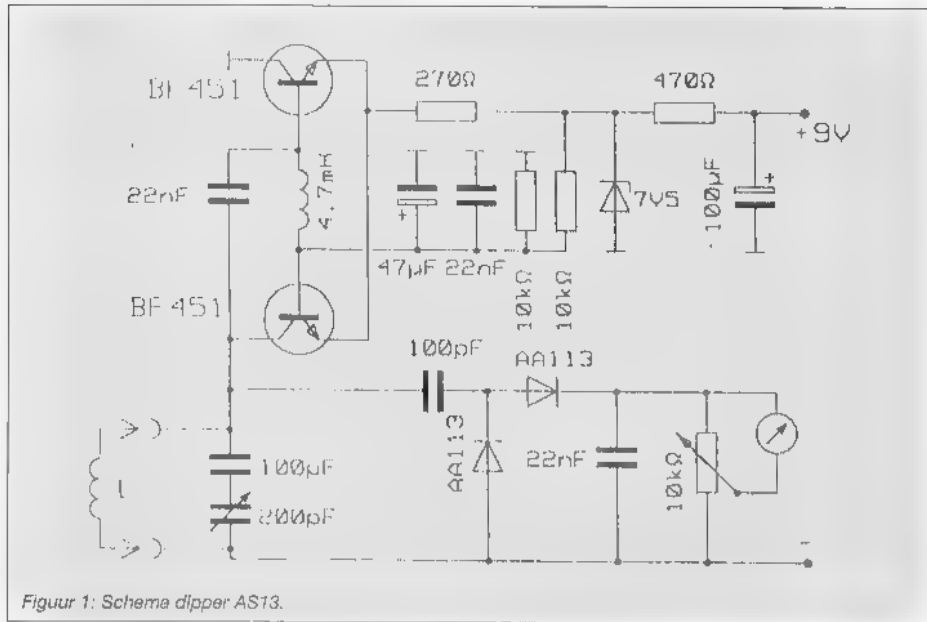 BF 451
270Ω
470Ω
+9V
22nF
4.7mH
+
7V5
100µF
+
47µF
22nF
10kΩ
10kΩ
BF 451
100pF
AA113
AA113
22nF
10kΩ
L
100µF
200pF
-
Figuur 1: Schema dipper AS13.